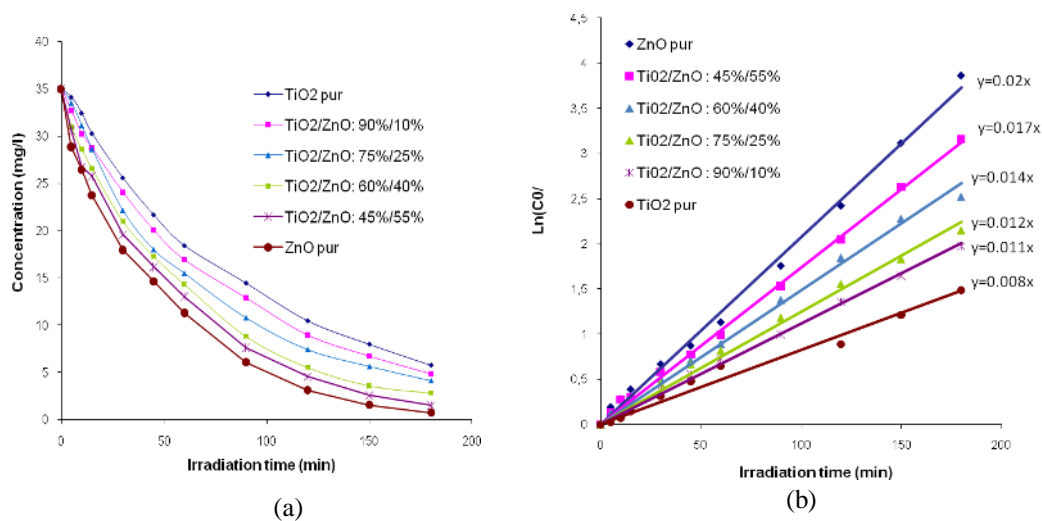 40
35
30
25
20
15
10
5
0
Concentration (mg/l)
TiO2 pur
TiO2/ZnO: 90%/10%
TiO2/ZnO: 75%/25%
TiO2/ZnO: 60%/40%
TiO2/ZnO: 45%/55%
ZnO pur
0 50 100 150 200
Irradiation time (min)
(a)
4,5
4
3,5
3
2,5
2
1,5
1
0,5
0
Ln(C0/
ZnO pur
Ti02/ZnO : 45%/55%
Ti02/ZnO : 60%/40%
Ti02/ZnO : 75%/25%
Ti02/ZnO : 90%/10%
TiO2 pur
y=0.02x
y=0.017x
y=0.014x
y=0.012x
y=0.011x
y=0.008x
0 50 100 150 200
Irradiation time (min)
(b)